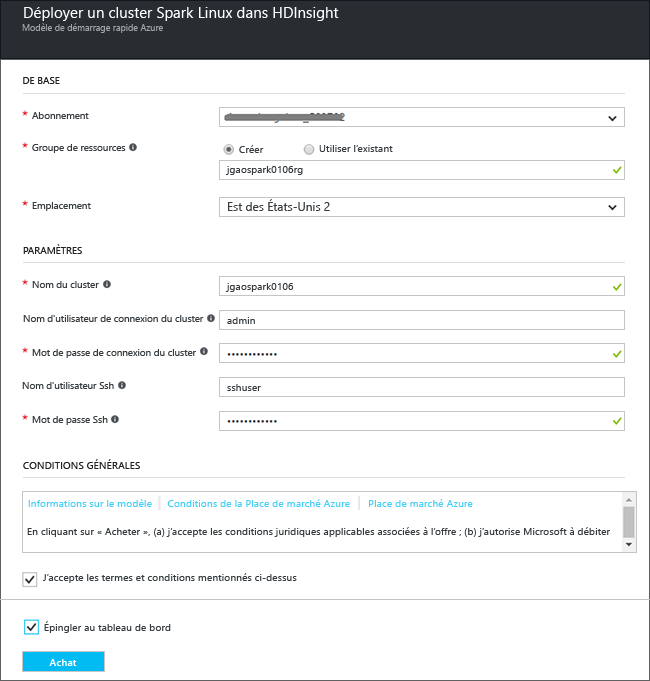 Déployer un cluster Spark Linux dans HDInsight
Modèle de démarrage rapide Azure
DE BASE
* Abonnement
* Groupe de ressources
Créer
Utiliser l'existant
jgaospark0106rg
* Emplacement
Est des États-Unis 2
PARAMÈTRES
* Nom du cluster
jgaospark0106
Nom d'utilisateur de connexion du cluster
admin
* Mot de passe de connexion du cluster
••••••••••••
Nom d'utilisateur Ssh
sshuser
* Mot de passe Ssh
••••••••••••
CONDITIONS GÉNÉRALES
Informations sur le modèle
Conditions de la Place de marché Azure
Place de marché Azure
En cliquant sur « Acheter », (a) j'accepte les conditions juridiques applicables associées à l'offre ; (b) j'autorise Microsoft à débiter
J'accepte les termes et conditions mentionnés ci-dessus
Épingler au tableau de bord
Achat